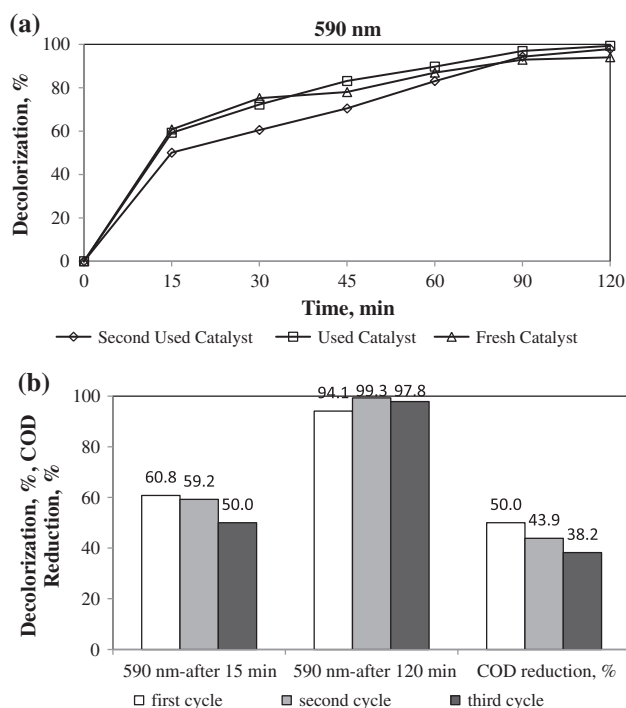 (a)
590 nm
Decolorization, %
100
80
60
40
20
0
0 15 30 45 60 90 120
Time, min
Second Used Catalyst Used Catalyst Fresh Catalyst
(b)
Decolorization, %, COD
Reduction, %
100
80
60
40
20
0
60.8 59.2 50.0
94.1 99.3 97.8
50.0 43.9 38.2
590 nm-after 15 min 590 nm-after 120 min COD reduction, %
first cycle second cycle third cycle